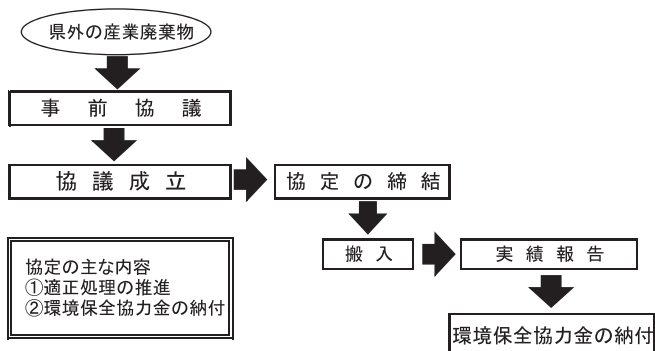 県外の産業廃棄物
事前協議
協議成立
協定の締結
搬入
実績報告
環境保全協力金の納付
協定の主な内容
①適正処理の推進
②環境保全協力金の納付